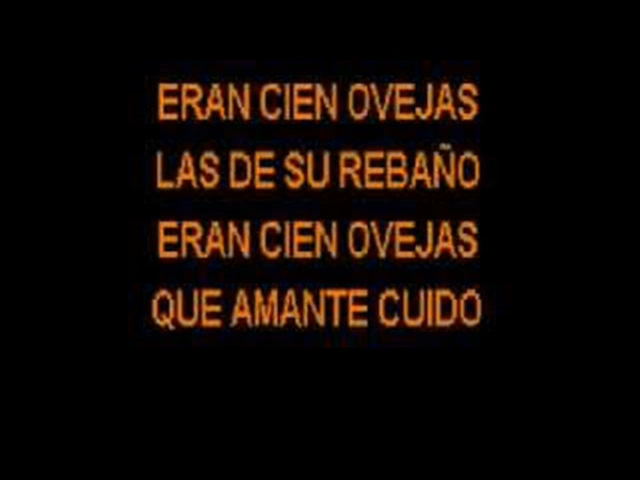 ERAN CIEN OVEJAS
LAS DE SU REBAÑO
ERAN CIEN OVEJAS
QUE AMANTE CUIDO